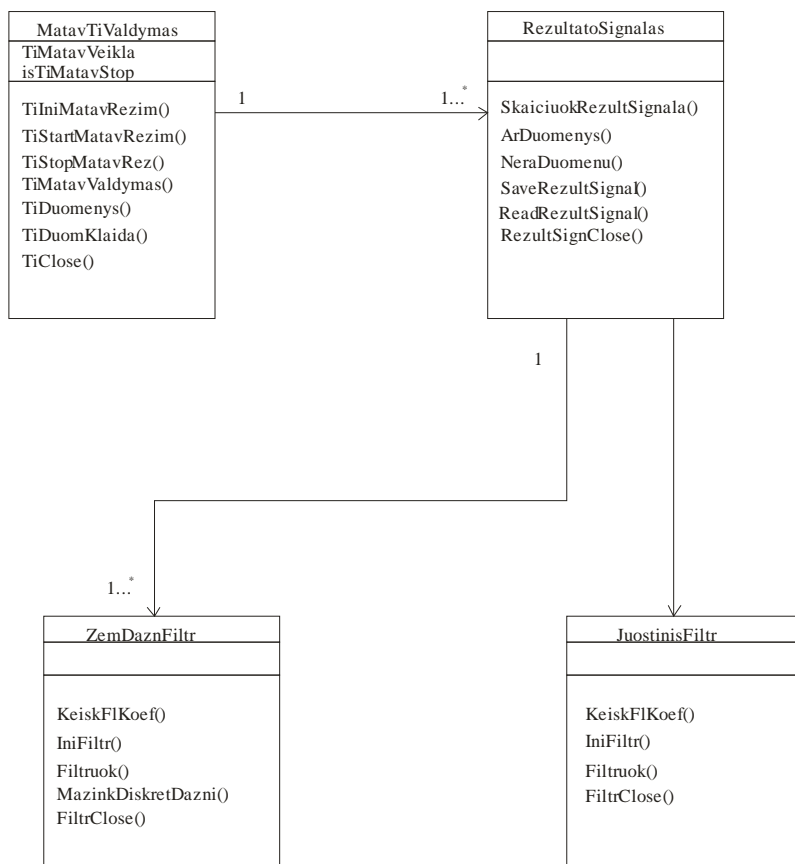 MatavTiValdymas
TiMatavVeikla
isTiMatavStop
TiIniMatavRezim()
TiStartMatavRezim()
TiStopMatavRez()
TiMatavValdymas()
TiDuomenys()
TiDuomKlaida()
TiClose()
1
1...*
RezultatoSignalas
SkaiciuokRezultSignala()
ArDuomenys()
NeraDuomenu()
SaveRezultSignal()
ReadRezultSignal()
RezultSignClose()
1
1...*
ZemDaznFiltr
KeiskFlKoef()
IniFiltr()
Filtruok()
MazinkDiskretDazni()
FiltrClose()
JuostinisFiltr
KeiskFlKoef()
IniFiltr()
Filtruok()
FiltrClose()